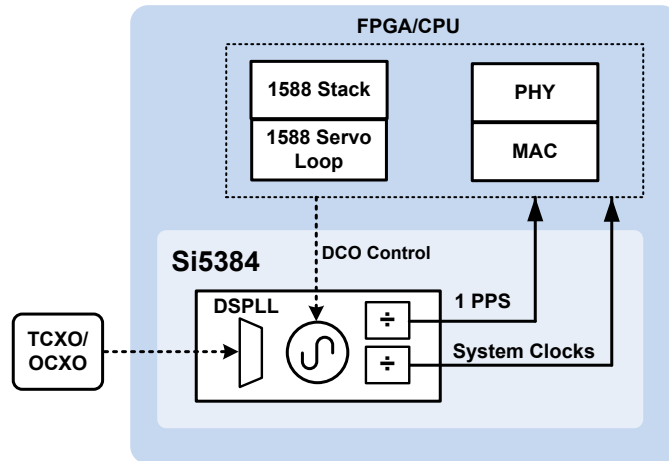 FPGA/CPU
1588 Stack
1588 Servo
Loop
PHY
MAC
DCO Control
Si5384
DSPLL
÷
1 PPS
÷
System Clocks
TCXO/
OCXO